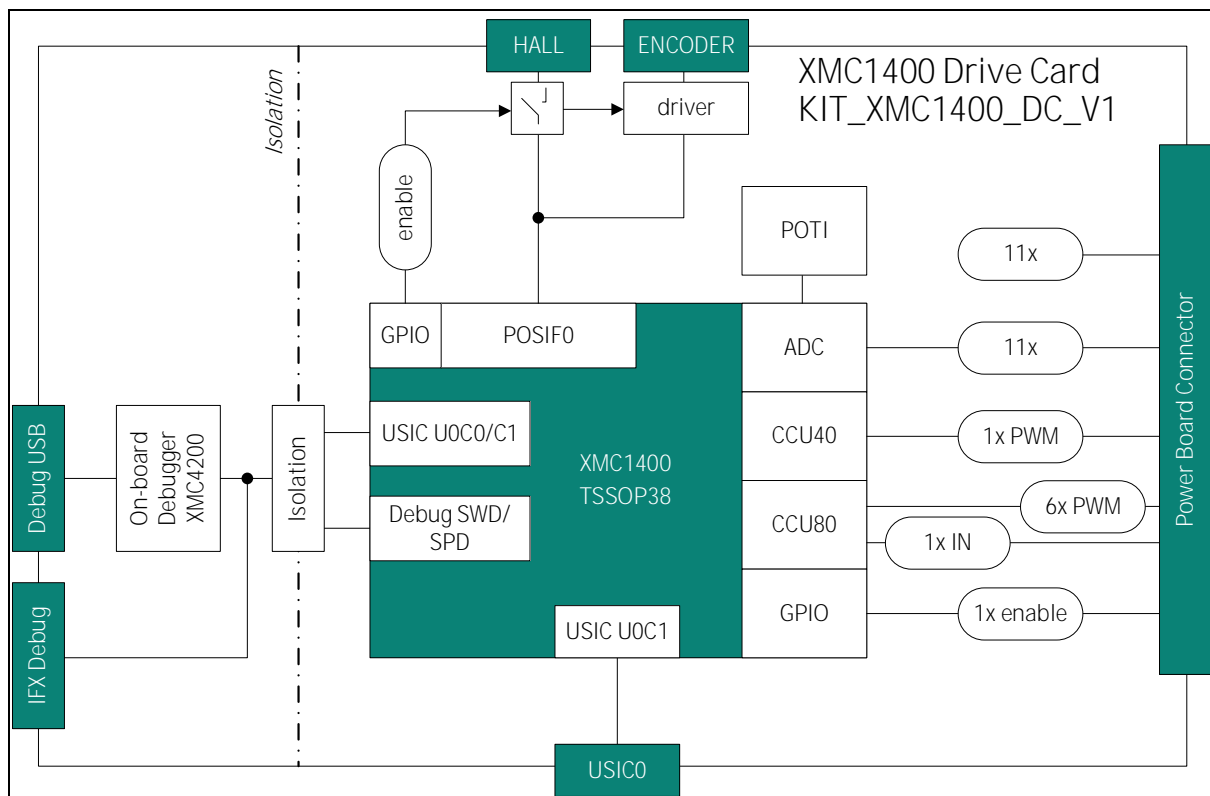 HALL
ENCODER
XMC1400 Drive Card
KIT_XMC1400_DC_V1
Isolation
driver
enable
POTI
11x
GPIO
POSIF0
ADC
11x
Power Board Connector
Debug USB
On-board
Debugger
XMC4200
Isolation
USIC U0C0/C1
XMC1400
TSSOP38
CCU40
1x PWM
Debug SWD/
SPD
CCU80
6x PWM
1x IN
IFX Debug
USIC U0C1
GPIO
1x enable
USIC0